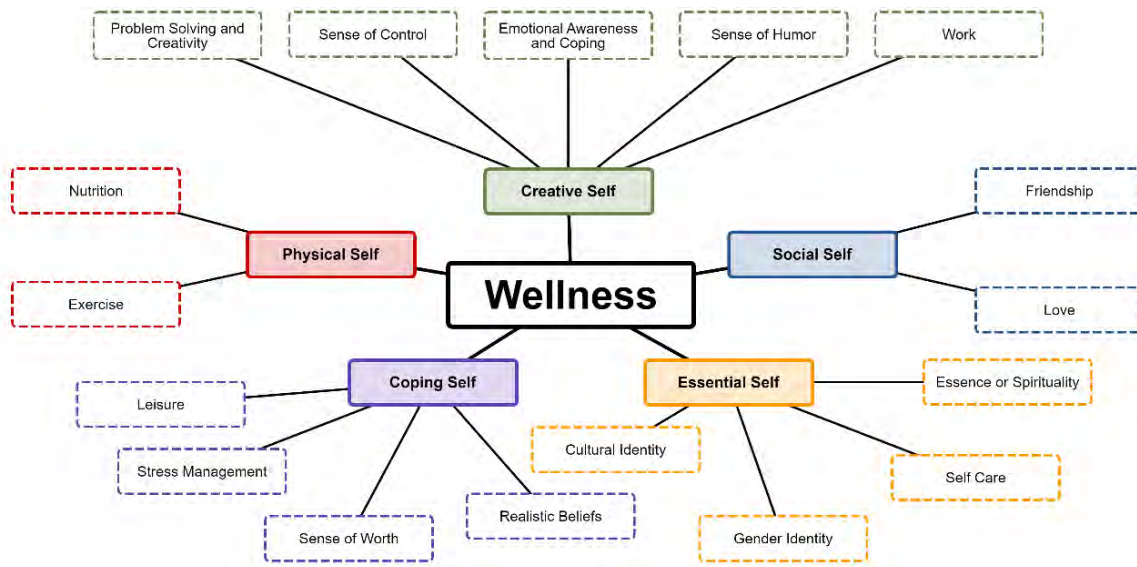 Problem Solving and
Creativity
Sense of Control
Emotional Awareness
and Coping
Sense of Humor
Work
Creative Self
Nutrition
Friendship
Physical Self
Social Self
Wellness
Exercise
Love
Coping Self
Essential Self
Essence or Spirituality
Leisure
Cultural Identity
Stress Management
Self Care
Realistic Beliefs
Sense of Worth
Gender Identity